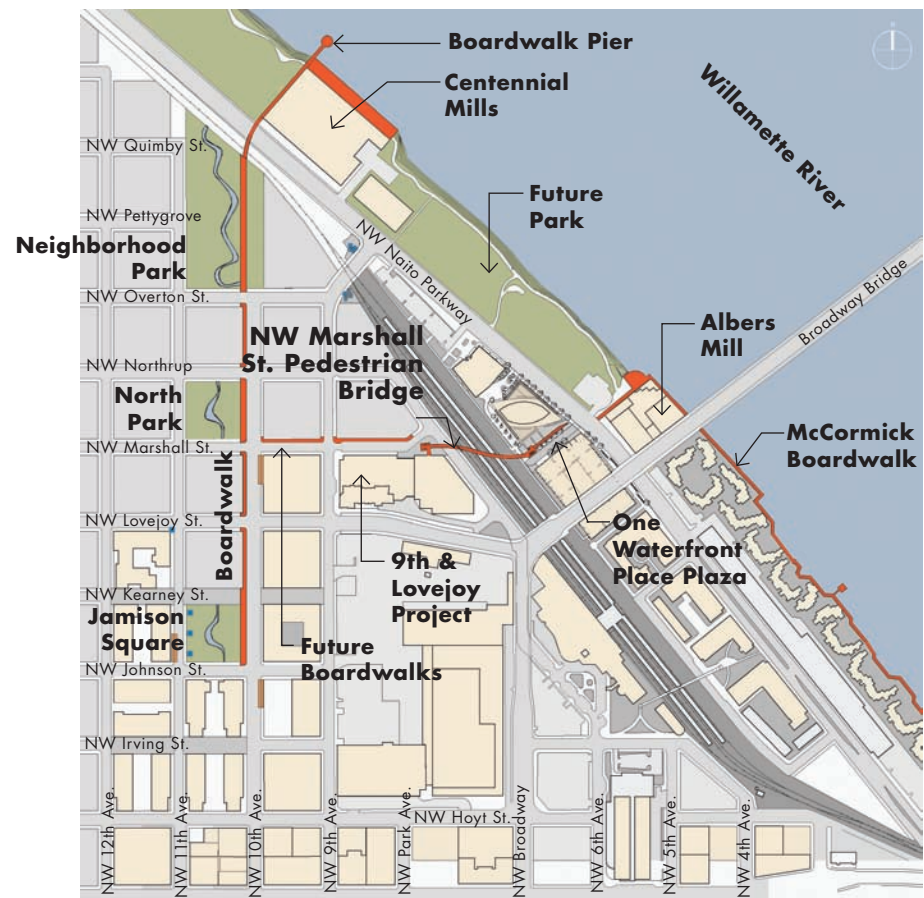 Boardwalk Pier
Centennial
Mills
Willamette River
NW Quimby St.
Future
Park
NW Pettygrove
Neighborhood
Park
NW Naito Parkway
Broadway Bridge
NW Overton St.
NW Marshall
St. Pedestrian
Bridge
Albers
Mill
NW Northrup
North
Park
NW Marshall St.
McCormick
Boardwalk
Boardwalk
NW Lovejoy St.
One
Waterfront
Place Plaza
9th &
Lovejoy
Project
NW Kearney St.
Jamison
Square
Future
Boardwalks
NW Johnson St.
NW Irving St.
NW Hoyt St.
NW 12th Ave.
NW 11th Ave.
NW 10th Ave.
NW 9th Ave.
NW Park Ave.
NW Broadway
NW 6th Ave.
NW 5th Ave.
NW 4th Ave.